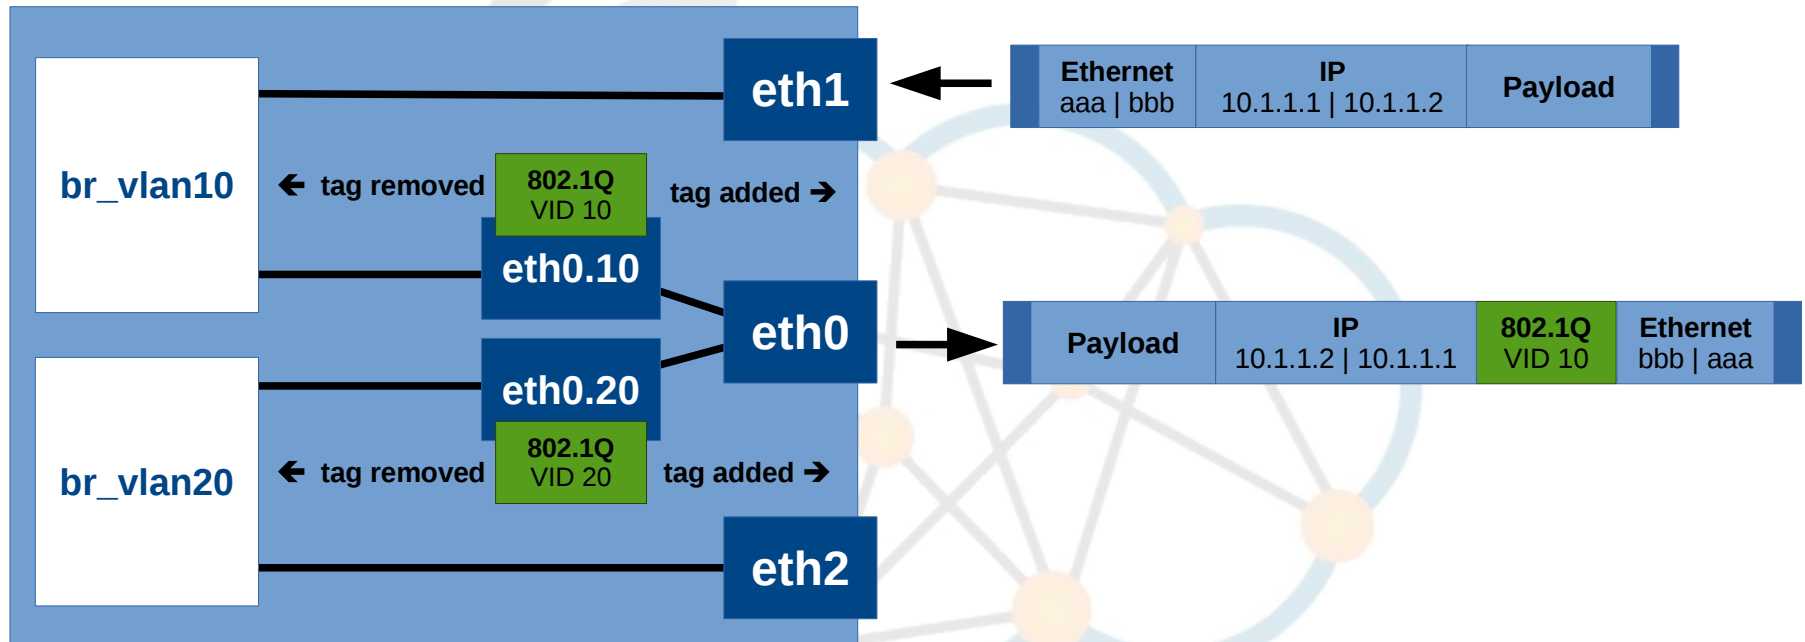 eth1
Ethernet
aaa | bbb
IP
10.1.1.1 | 10.1.1.2
Payload
br_vlan10
🡸 tag removed
802.1Q
VID 10
tag added 🡺
eth0.10
eth0
Payload
IP
10.1.1.2 | 10.1.1.1
802.1Q
VID 10
Ethernet
bbb | aaa
eth0.20
br_vlan20
🡸 tag removed
802.1Q
VID 20
tag added 🡺
eth2